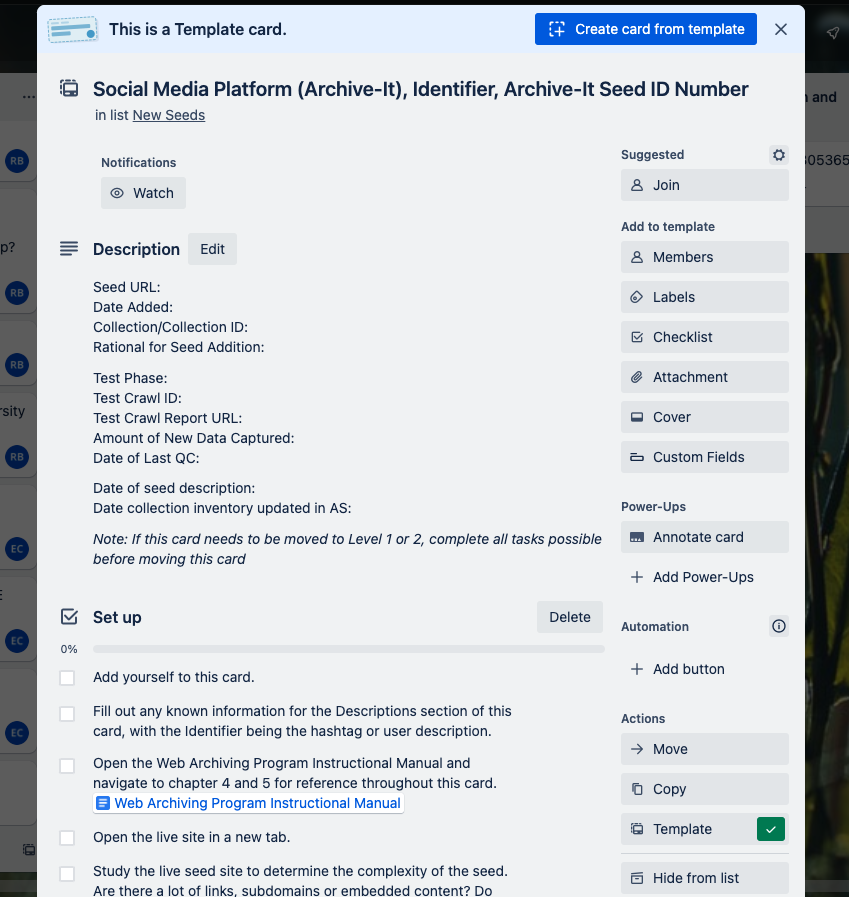 This is a Template card.
Create card from template
Social Media Platform (Archive-It), Identifier, Archive-It Seed ID Number
in list New Seeds
Notifications
Watch
Description
Edit
Seed URL:
Date Added:
Collection/Collection ID:
Rational for Seed Addition:
Test Phase:
Test Crawl ID:
Test Crawl Report URL:
Amount of New Data Captured:
Date of Last QC:
Date of seed description:
Date collection inventory updated in AS:
Note: If this card needs to be moved to Level 1 or 2, complete all tasks possible
before moving this card
Set up
Delete
0%
Add yourself to this card.
Fill out any known information for the Descriptions section of this
card, with the Identifier being the hashtag or user description.
Open the Web Archiving Program Instructional Manual and
navigate to chapter 4 and 5 for reference throughout this card.
Web Archiving Program Instructional Manual
Open the live site in a new tab.
Study the live seed site to determine the complexity of the seed.
Are there a lot of links, subdomains or embedded content? Do
Suggested
Join
Add to template
Members
Labels
Checklist
Attachment
Cover
Custom Fields
Power-Ups
Annotate card
Add Power-Ups
Automation
Add button
Actions
Move
Copy
Template
Hide from list
RB
p?
RB
RB
rsity
RB
EC
E
EC
EC
n and
305365